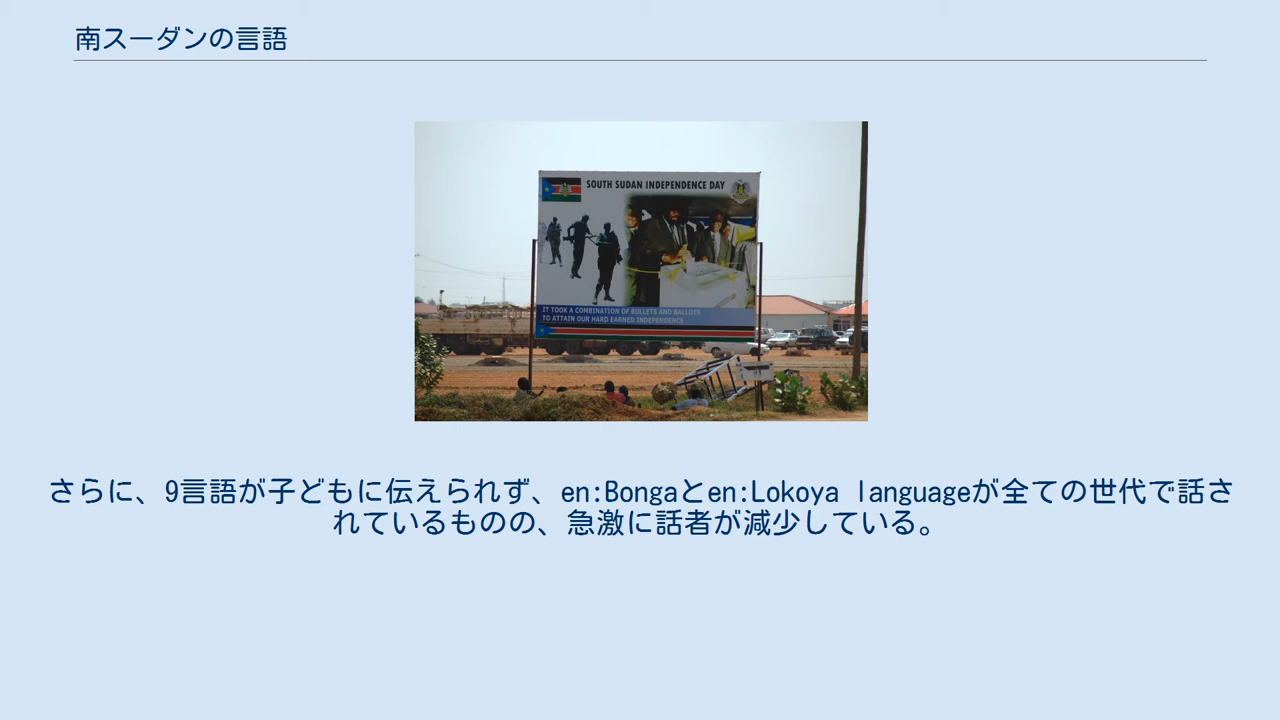 南スーダンの言語
SOUTH SUDAN INDEPENDENCE DAY
IT TOOK A COMBINATION OF BULLETS AND BALLOTS
TO ATTAIN OUR HARD EARNED INDEPENDENCE
さらに、9言語が子どもに伝えられず、en:Bongaとen:Lokoya languageが全ての世代で話さ
れているものの、急激に話者が減少している。